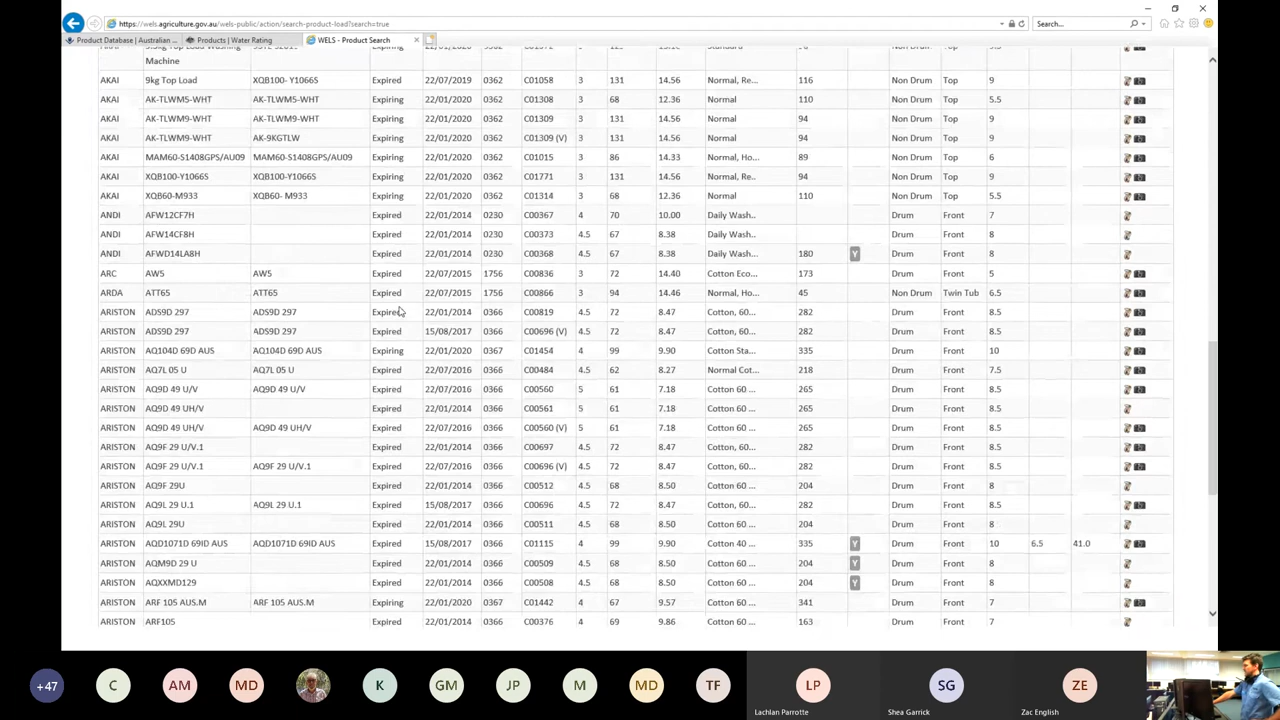 https://wels.agriculture.gov.au/wels-public/action/search-product-load?search=true
Search...
Product Database | Australian ...
Products | Water Rating
WELS - Product Search
Machine
AKAI 9kg Top Load XQB100- Y1066S Expired 22/07/2019 0362 C01058 3 131 14.56 Normal, Re... 116 Non Drum Top 9
AKAI AK-TLWM5-WHT AK-TLWM5-WHT Expiring 22/01/2020 0362 C01308 3 68 12.36 Normal 110 Non Drum Top 5.5
AKAI AK-TLWM9-WHT AK-TLWM9-WHT Expiring 22/01/2020 0362 C01309 3 131 14.56 Normal 94 Non Drum Top 9
AKAI AK-TLWM9-WHT AK-9KGTLW Expiring 22/01/2020 0362 C01309 (V) 3 131 14.56 Normal 94 Non Drum Top 9
AKAI MAM60-S1408GPS/AU09 MAM60-S1408GPS/AU09 Expiring 22/01/2020 0362 C01015 3 86 14.33 Normal, Ho... 89 Non Drum Top 6
AKAI XQB100-Y1066S XQB100-Y1066S Expiring 22/01/2020 0362 C01771 3 131 14.56 Normal, Re... 94 Non Drum Top 9
AKAI XQB60-M933 XQB60- M933 Expiring 22/01/2020 0362 C01314 3 68 12.36 Normal 110 Non Drum Top 5.5
ANDI AFW12CF7H Expired 22/01/2014 0230 C00367 4 70 10.00 Daily Wash.. Drum Front 7
ANDI AFW14CF8H Expired 22/01/2014 0230 C00373 4.5 67 8.38 Daily Wash.. Drum Front 8
ANDI AFWD14LA8H Expired 22/01/2014 0230 C00368 4.5 67 8.38 Daily Wash.. 180 Y Drum Front 8
ARC AW5 AW5 Expired 22/07/2015 1756 C00836 3 72 14.40 Cotton Eco... 173 Drum Front 5
ARDA ATT65 ATT65 Expired 22/07/2015 1756 C00866 3 94 14.46 Normal, Ho... 45 Non Drum Twin Tub 6.5
ARISTON ADS9D 297 ADS9D 297 Expired 22/01/2014 0366 C00819 4.5 72 8.47 Cotton, 60... 282 Drum Front 8.5
ARISTON ADS9D 297 ADS9D 297 Expired 15/08/2017 0366 C00696 (V) 4.5 72 8.47 Cotton, 60... 282 Drum Front 8.5
ARISTON AQ104D 69D AUS AQ104D 69D AUS Expiring 22/01/2020 0367 C01454 4 99 9.90 Cotton Sta... 335 Drum Front 10
ARISTON AQ7L 05 U AQ7L 05 U Expired 22/07/2016 0366 C00484 4.5 62 8.27 Normal Cot... 218 Drum Front 7.5
ARISTON AQ9D 49 U/V AQ9D 49 U/V Expired 22/07/2016 0366 C00560 5 61 7.18 Cotton 60 ... 265 Drum Front 8.5
ARISTON AQ9D 49 UH/V Expired 22/01/2014 0366 C00561 5 61 7.18 Cotton 60 ... 265 Drum Front 8.5
ARISTON AQ9D 49 UH/V AQ9D 49 UH/V Expired 22/07/2016 0366 C00560 (V) 5 61 7.18 Cotton 60 ... 265 Drum Front 8.5
ARISTON AQ9F 29 U/V.1 Expired 22/01/2014 0366 C00697 4.5 72 8.47 Cotton, 60... 282 Drum Front 8.5
ARISTON AQ9F 29 U/V.1 AQ9F 29 U/V.1 Expired 22/07/2016 0366 C00696 (V) 4.5 72 8.47 Cotton, 60... 282 Drum Front 8.5
ARISTON AQ9F 29U Expired 22/01/2014 0366 C00512 4.5 68 8.50 Cotton 60 ... 204 Drum Front 8
ARISTON AQ9L 29 U.1 AQ9L 29 U.1 Expired 15/08/2017 0366 C00696 4.5 72 8.47 Cotton, 60... 282 Drum Front 8.5
ARISTON AQ9L 29U Expired 22/01/2014 0366 C00511 4.5 68 8.50 Cotton 60 ... 204 Drum Front 8
ARISTON AQD1071D 69ID AUS AQD1071D 69ID AUS Expired 15/08/2017 0366 C01115 4 99 9.90 Cotton 40 ... 335 Y Drum Front 10 6.5 41.0
ARISTON AQM9D 29 U Expired 22/01/2014 0366 C00509 4.5 68 8.50 Cotton 60 ... 204 Y Drum Front 8
ARISTON AQXXMD129 Expired 22/01/2014 0366 C00508 4.5 68 8.50 Cotton 60 ... 204 Y Drum Front 8
ARISTON ARF 105 AUS.M ARF 105 AUS.M Expiring 22/01/2020 0367 C01442 4 67 9.57 Cotton 60 ... 341 Drum Front 7
ARISTON ARF105 Expired 22/01/2014 0366 C00376 4 69 9.86 Cotton 60 ... 163 Drum Front 7
+47 C AM MD K GM JP M MD TF LP SG ZE
Lachlan Parrotte Shea Garrick Zac English